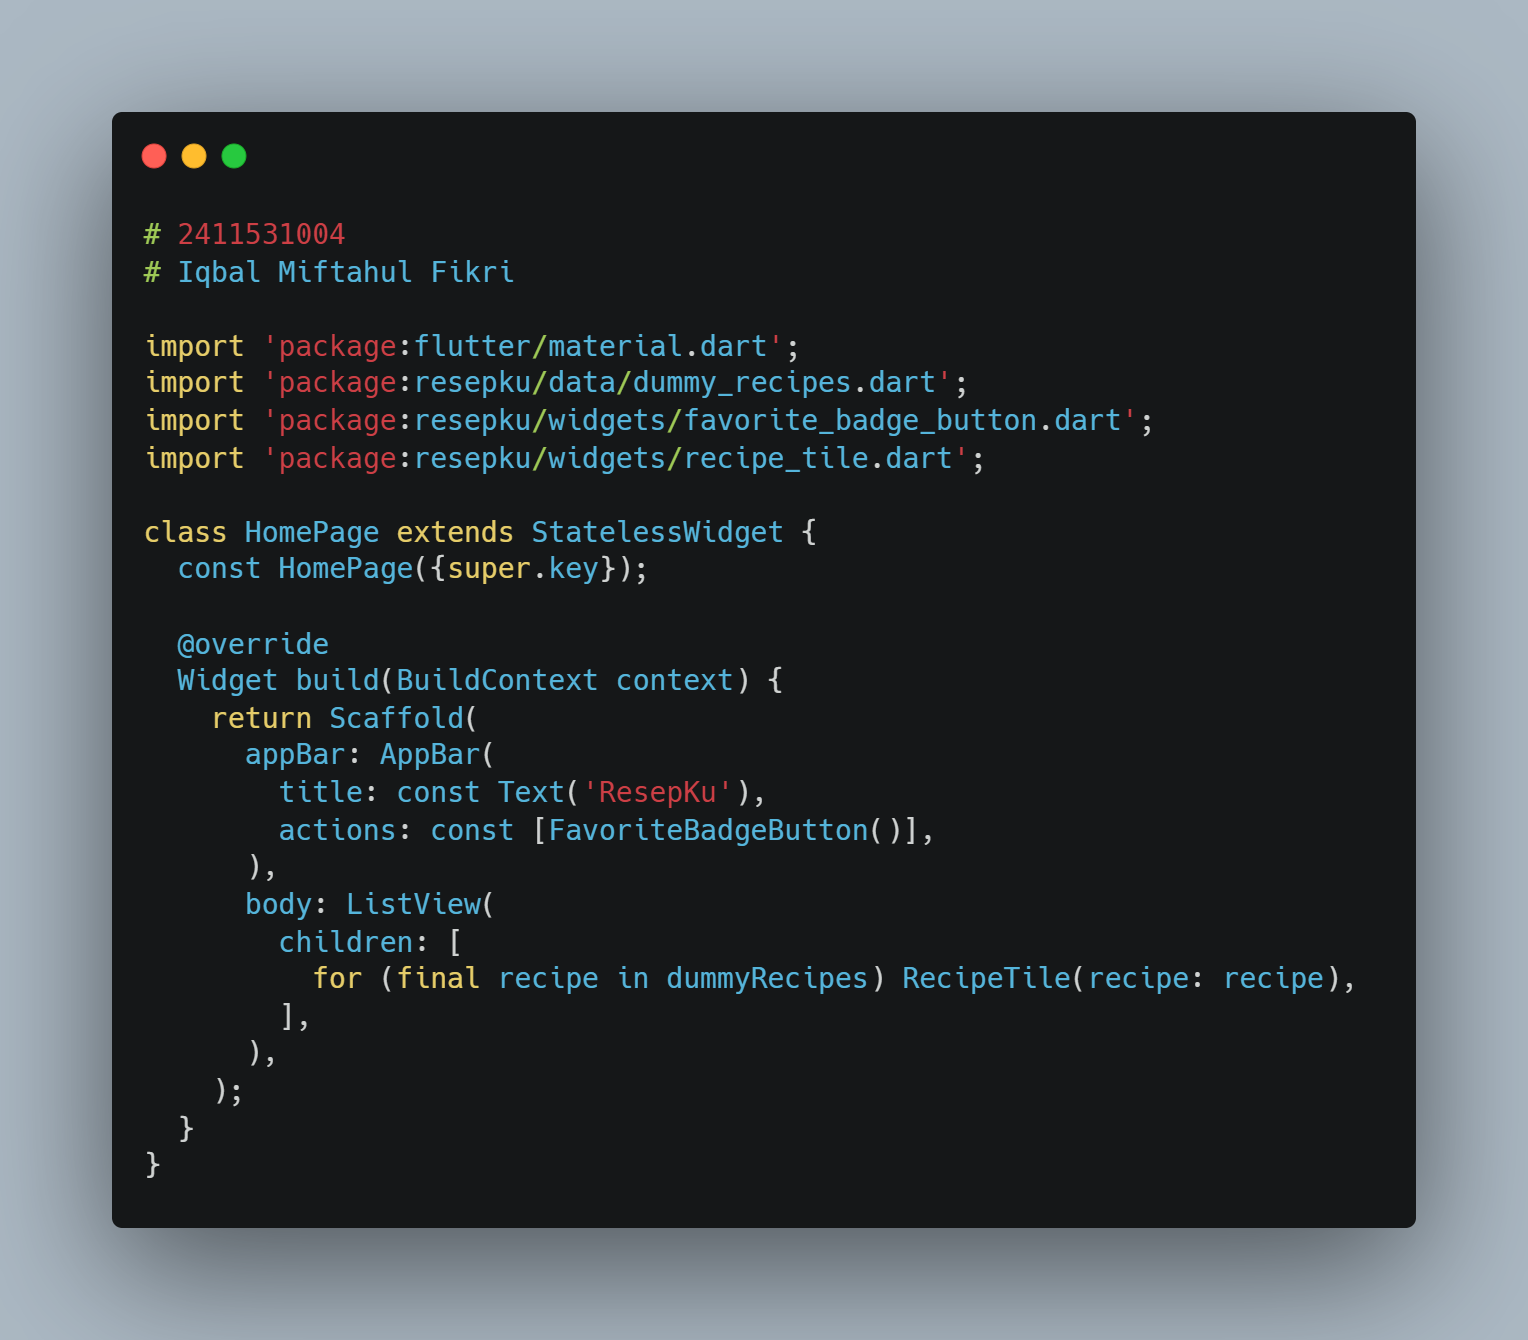 # 2411531004
# Iqbal Miftahul Fikri

import 'package:flutter/material.dart';
import 'package:resepku/data/dummy_recipes.dart';
import 'package:resepku/widgets/favorite_badge_button.dart';
import 'package:resepku/widgets/recipe_tile.dart';

class HomePage extends StatelessWidget {
  const HomePage({super.key});

  @override
  Widget build(BuildContext context) {
    return Scaffold(
      appBar: AppBar(
        title: const Text('ResepKu'),
        actions: const [FavoriteBadgeButton()],
      ),
      body: ListView(
        children: [
          for (final recipe in dummyRecipes) RecipeTile(recipe: recipe),
        ],
      ),
    );
  }
}